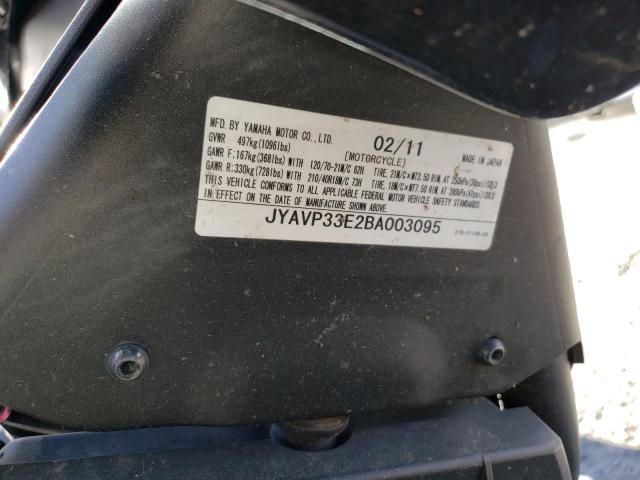 MFD. BY YAMAHA MOTOR CO., LTD. 02/11 MADE IN JAPAN
GVWR 497kg(1096lbs) [MOTORCYCLE]
GAWR F:167kg(368lbs) WITH 120/70-21M/C 62H TIRE, 21M/C×MT3.50 RIM, AT 250kPa(36psi)COLD
GAWR R:330kg(728lbs) WITH 210/40R18M/C 73H TIRE, 18M/C×MT7.50 RIM, AT 280kPa(41psi)COLD
THIS VEHICLE CONFORMS TO ALL APPLICABLE FEDERAL MOTOR VEHICLE SAFETY STANDARDS
IN EFFECT ON THE DATE OF MANUFACTURE SHOWN ABOVE.
JYAVP33E2BA003095